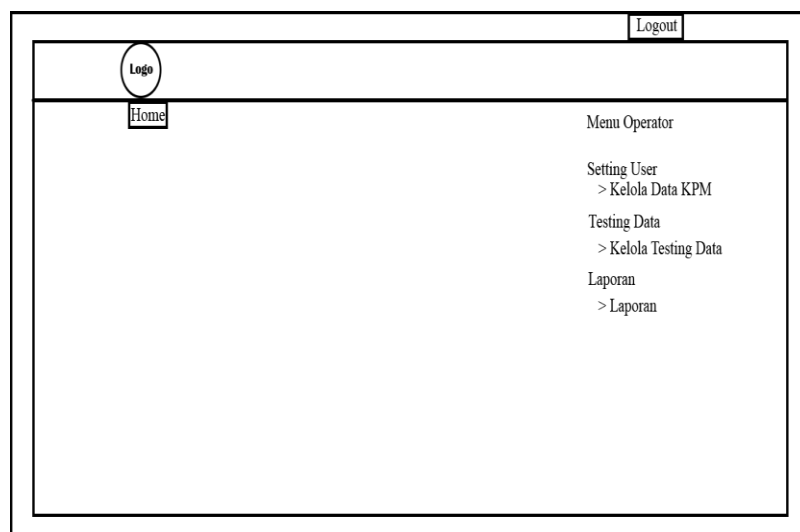 Logout
Logo
Home
Menu Operator
Setting User
> Kelola Data KPM
Testing Data
> Kelola Testing Data
Laporan
> Laporan